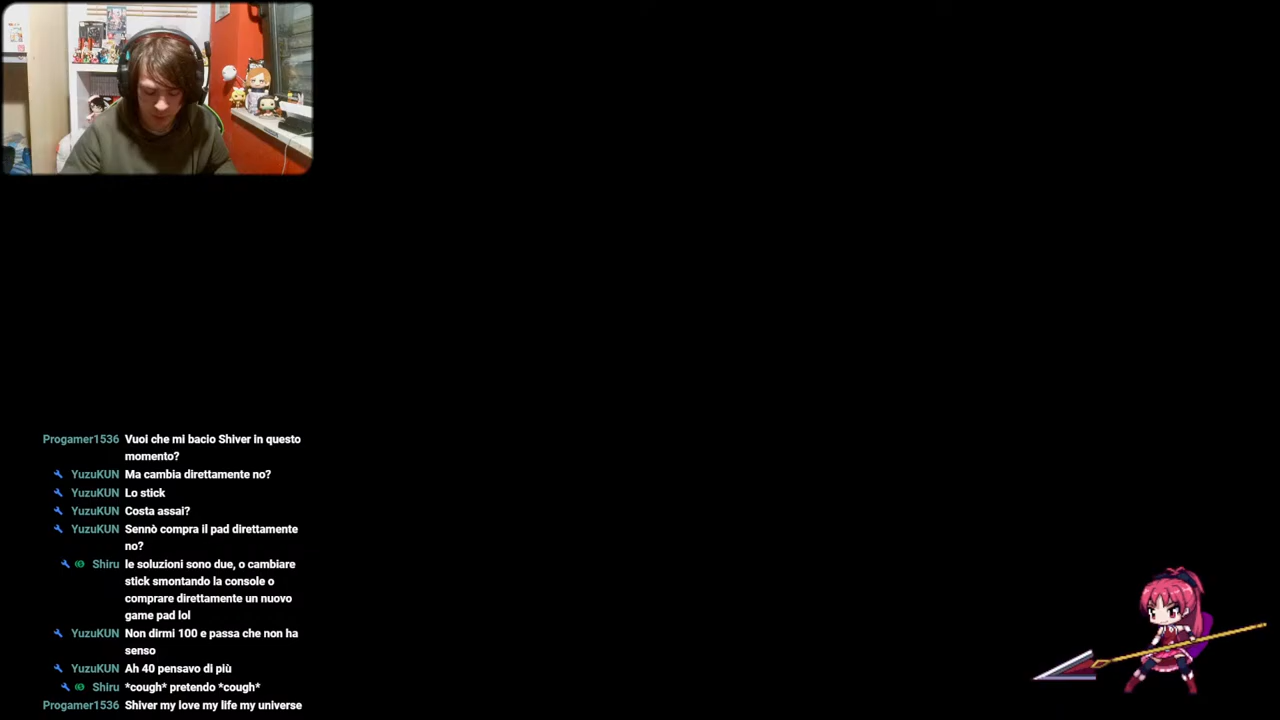 Progamer1536 Vuoi che mi bacio Shiver in questo
momento?
YuzuKUN Ma cambia direttamente no?
YuzuKUN Lo stick
YuzuKUN Costa assai?
YuzuKUN Sennò compra il pad direttamente
no?
Shiru le soluzioni sono due, o cambiare
stick smontando la console o
comprare direttamente un nuovo
game pad lol
YuzuKUN Non dirmi 100 e passa che non ha
senso
YuzuKUN Ah 40 pensavo di più
Shiru *cough* pretendo *cough*
Progamer1536 Shiver my love my life my universe